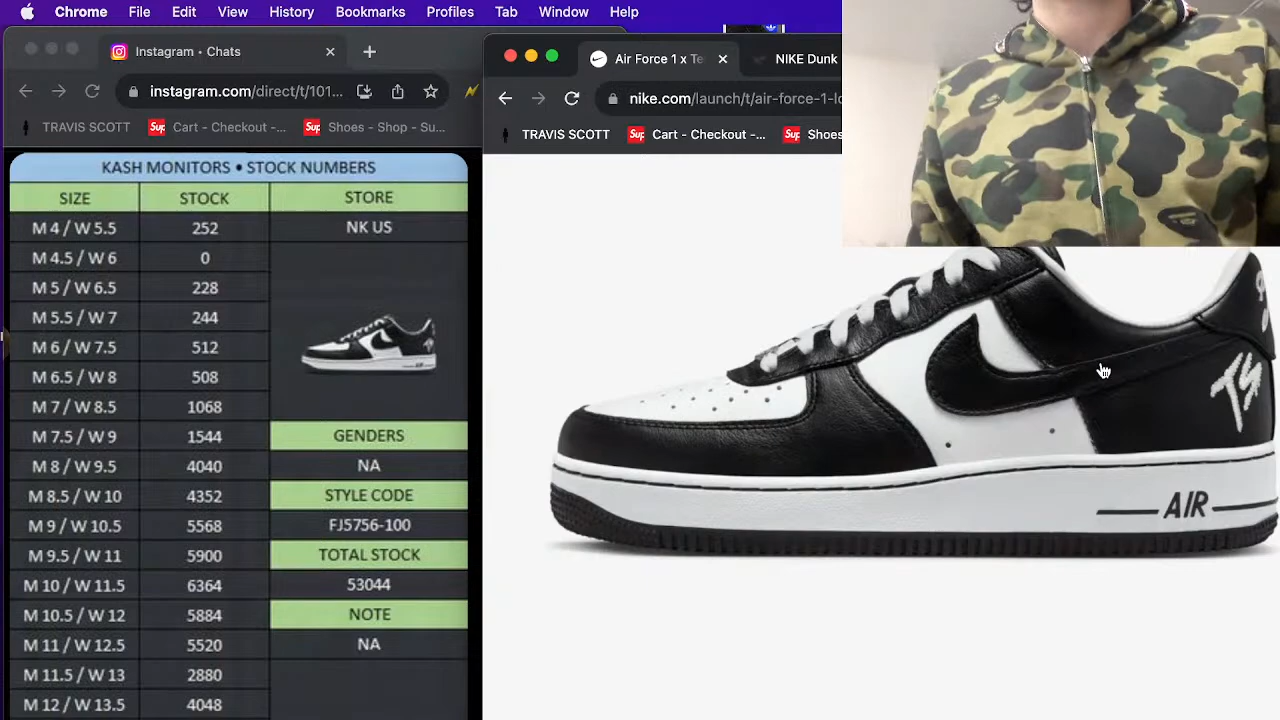 Chrome File Edit View History Bookmarks Profiles Tab Window Help
Instagram • Chats
instagram.com/direct/t/101...
TRAVIS SCOTT Sup Cart - Checkout -... Sup Shoes - Shop - Su...
KASH MONITORS • STOCK NUMBERS
SIZE STOCK STORE
M 4 / W 5.5 252 NK US
M 4.5 / W 6 0
M 5 / W 6.5 228
M 5.5 / W 7 244
M 6 / W 7.5 512
M 6.5 / W 8 508
M 7 / W 8.5 1068
M 7.5 / W 9 1544 GENDERS
M 8 / W 9.5 4040 NA
M 8.5 / W 10 4352 STYLE CODE
M 9 / W 10.5 5568 FJ5756-100
M 9.5 / W 11 5900 TOTAL STOCK
M 10 / W 11.5 6364 53044
M 10.5 / W 12 5884 NOTE
M 11 / W 12.5 5520 NA
M 11.5 / W 13 2880
M 12 / W 13.5 4048
Air Force 1 x Te NIKE Dunk
nike.com/launch/t/air-force-1-lo
TRAVIS SCOTT Sup Cart - Checkout -... Sup Shoes
TS
AIR